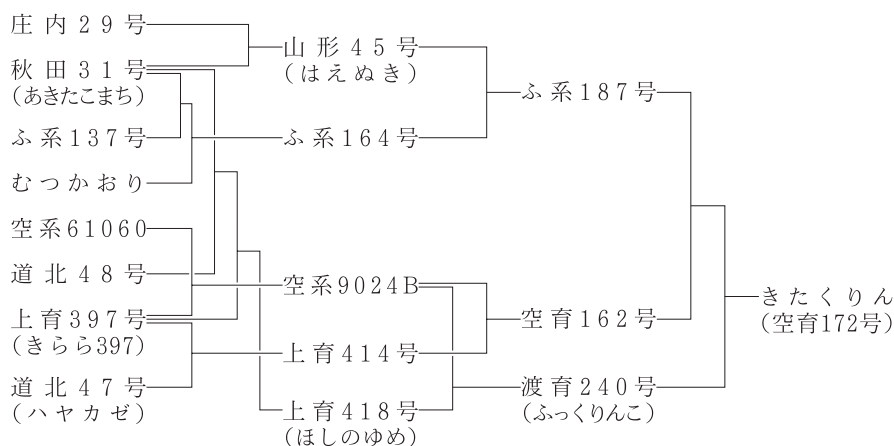 庄内29号
秋田31号
(あきたこまち)
ふ系137号
むつかおり
空系61060
道北48号
上育397号
(きらら397)
道北47号
(ハヤカゼ)
山形45号
(はえぬき)
ふ系164号
空系9024B
上育414号
上育418号
(ほしのゆめ)
ふ系187号
空育162号
渡育240号
(ふっくりんこ)
きたくりん
(空育172号)